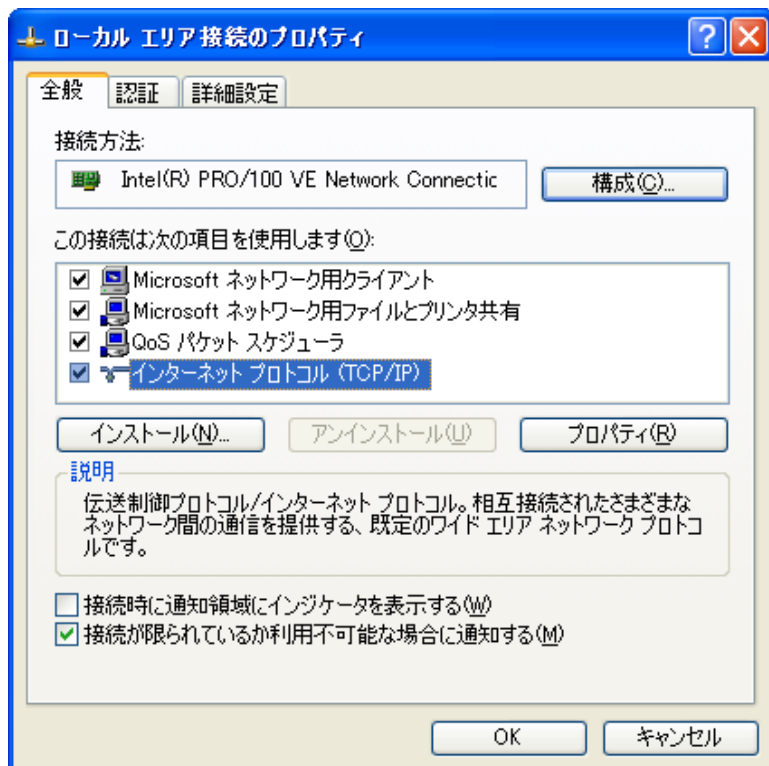 ローカル エリア接続のプロパティ
?
全般 認証 詳細設定
接続方法:
Intel(R) PRO/100 VE Network Connectic 構成(C)...
この接続は次の項目を使用します(O):
Microsoft ネットワーク用クライアント
Microsoft ネットワーク用ファイルとプリンタ共有
QoS パケット スケジューラ
インターネット プロトコル (TCP/IP)
インストール(N)... アンインストール(U) プロパティ(R)
説明
伝送制御プロトコル/インターネット プロトコル。相互接続されたさまざまな
ネットワーク間の通信を提供する、既定のワイド エリア ネットワーク プロトコ
ルです。
接続時に通知領域にインジケータを表示する(W)
接続が限られているか利用不可能な場合に通知する(M)
OK キャンセル